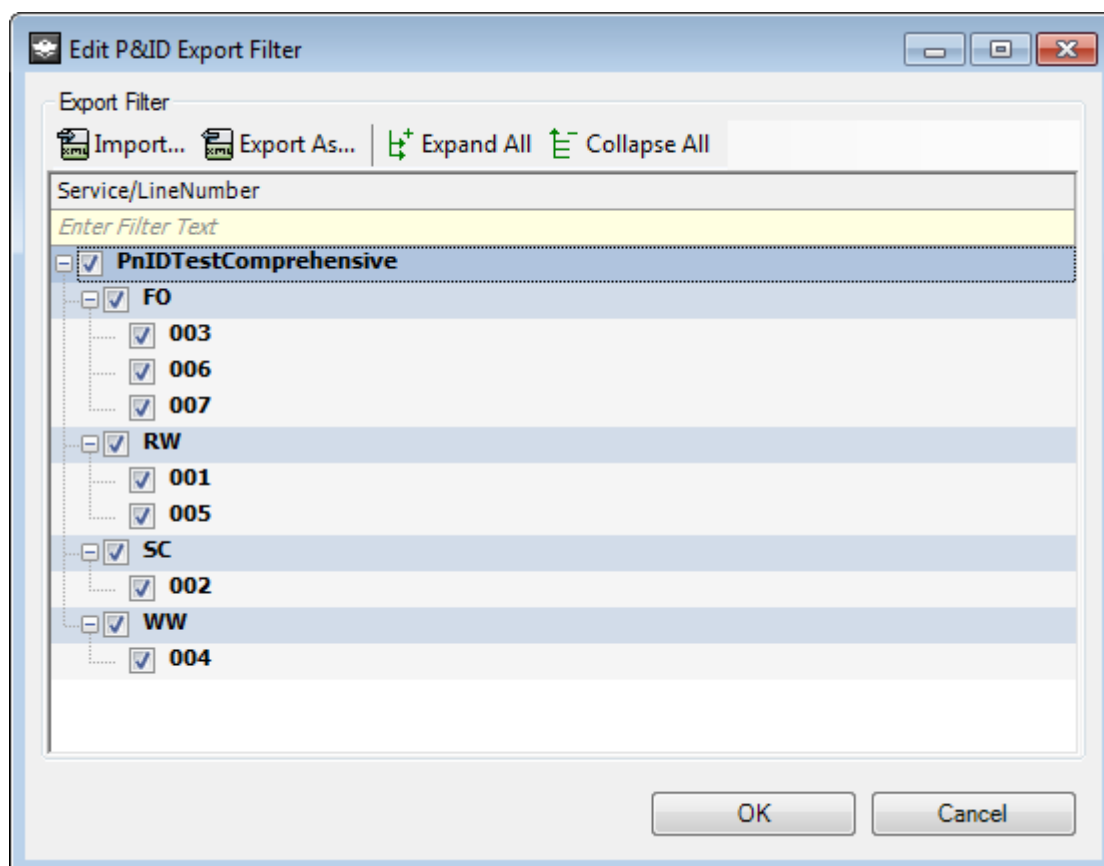 Edit P&ID Export Filter
Export Filter
Import... Export As... Expand All Collapse All
Service/LineNumber
Enter Filter Text
PnIDTestComprehensive
FO
003
006
007
RW
001
005
SC
002
WW
004
OK Cancel